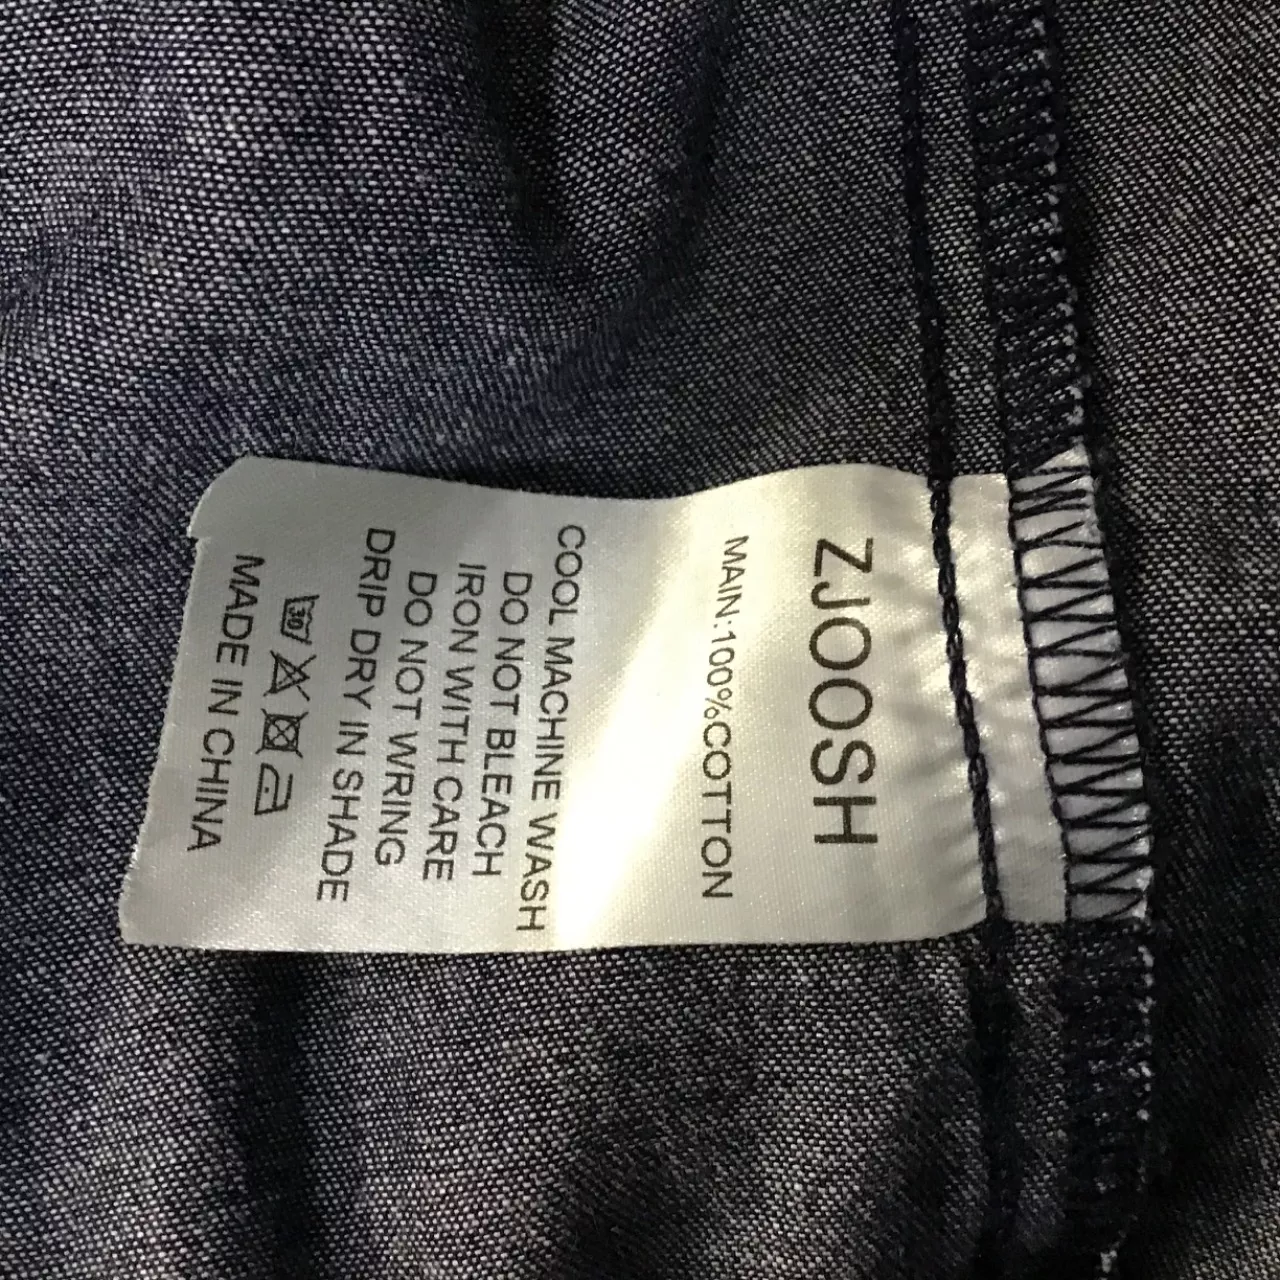 ZJOOSH
MAIN:100%COTTON
COOL MACHINE WASH
DO NOT BLEACH
IRON WITH CARE
DO NOT WRING
DRIP DRY IN SHADE
30
MADE IN CHINA